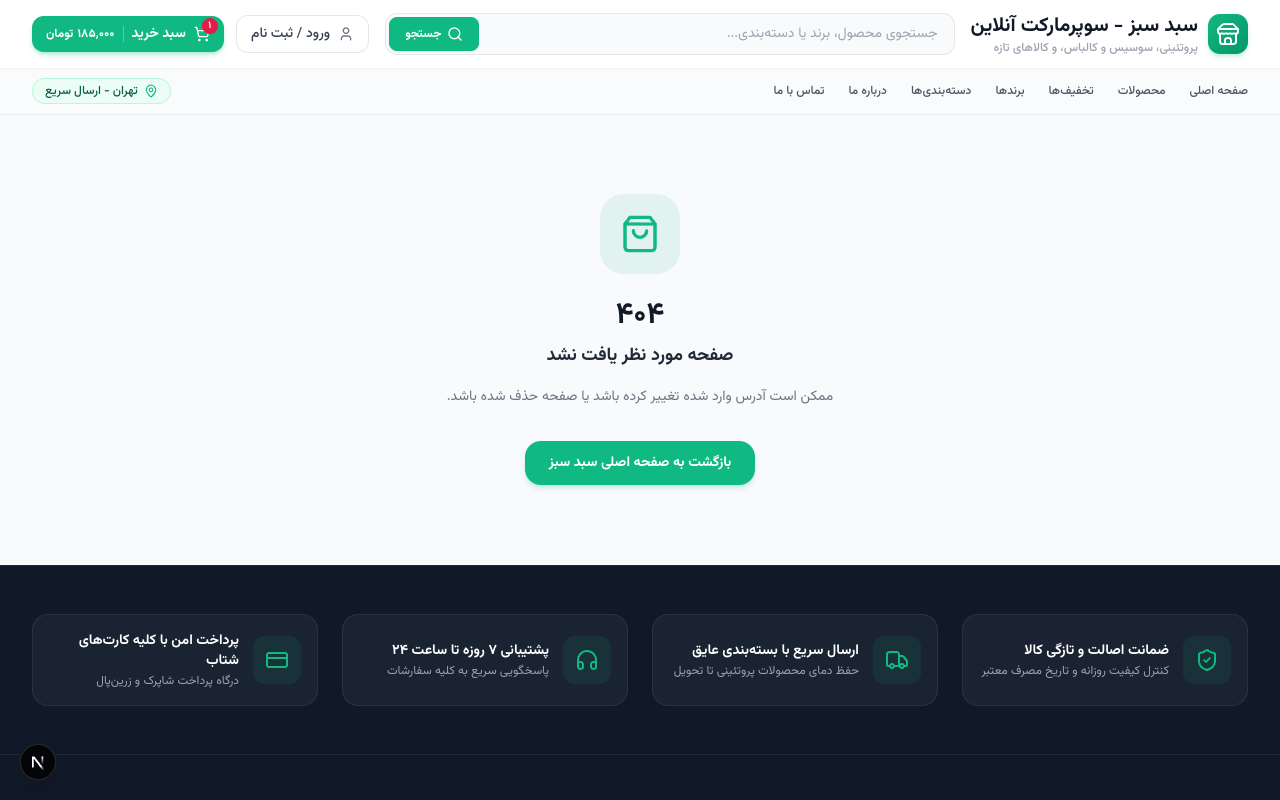 سبد سبز - سوپرمارکت آنلاین
پروتئینی، سوسیس و کالباس، و کالاهای تازه
جستجوی محصول، برند یا دسته‌بندی...
جستجو
ورود / ثبت نام
۱
سبد خرید
۱۸۵,۰۰۰ تومان
صفحه اصلی
محصولات
تخفیف‌ها
برندها
دسته‌بندی‌ها
درباره ما
تماس با ما
تهران - ارسال سریع
۴۰۴
صفحه مورد نظر یافت نشد
ممکن است آدرس وارد شده تغییر کرده باشد یا صفحه حذف شده باشد.
بازگشت به صفحه اصلی سبد سبز
ضمانت اصالت و تازگی کالا
کنترل کیفیت روزانه و تاریخ مصرف معتبر
ارسال سریع با بسته‌بندی عایق
حفظ دمای محصولات پروتئینی تا تحویل
پشتیبانی ۷ روزه تا ساعت ۲۴
پاسخگویی سریع به کلیه سفارشات
پرداخت امن با کلیه کارت‌های
شتاب
درگاه پرداخت شاپرک و زرین‌پال
N